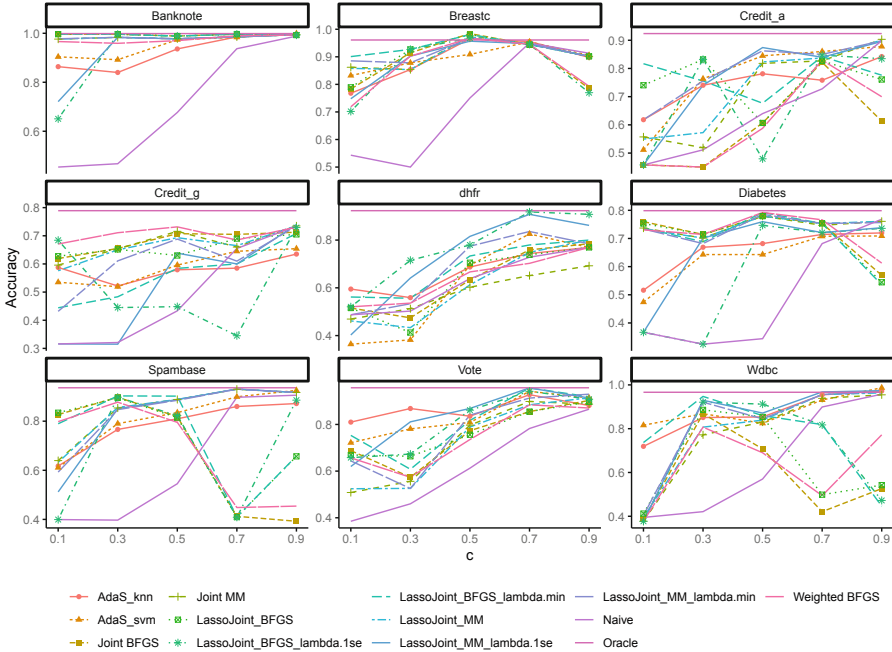 Banknote Breastc Credit_a
1.0 1.0 0.9
0.9 0.8
0.8 0.8 0.7
0.7 0.6
0.6 0.6 0.5
0.5
Credit_g dhfr Diabetes
0.8 0.8
0.7 0.8 0.7
0.6 0.6
0.5 0.6 0.5
0.4 0.4 0.4
0.3
Accuracy
Spambase Vote Wdbc
1.0
0.8 0.8 0.8
0.6 0.6 0.6
0.4 0.4 0.4
0.1 0.3 0.5 0.7 0.9 0.1 0.3 0.5 0.7 0.9 0.1 0.3 0.5 0.7 0.9
c
AdaS_knn Joint MM LassoJoint_BFGS_lambda.min LassoJoint_MM_lambda.min Weighted BFGS
AdaS_svm LassoJoint_BFGS LassoJoint_MM Naive
Joint BFGS LassoJoint_BFGS_lambda.1se LassoJoint_MM_lambda.1se Oracle